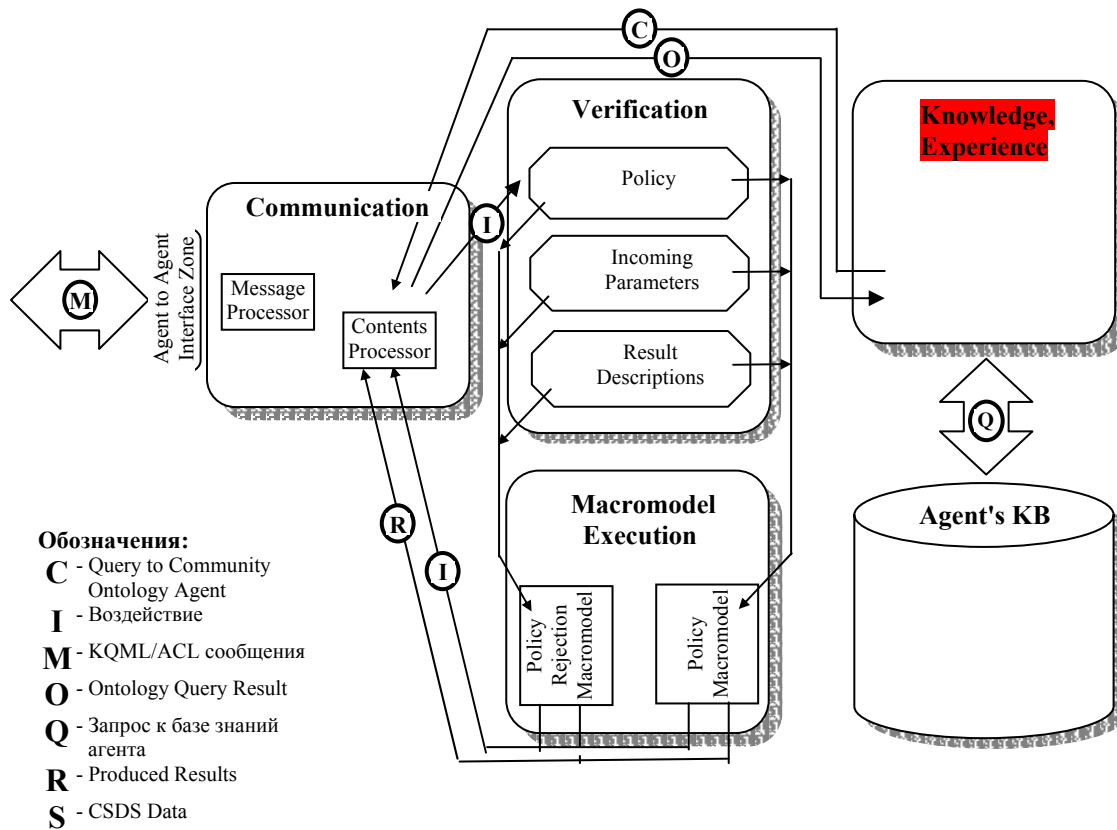 C
O
Verification
Knowledge,
Experience
Policy
Communication
I
Incoming
Parameters
Agent to Agent
Interface Zone
M
Message
Processor
Contents
Processor
Result
Descriptions
Q
Macromodel
Execution
Agent's KB
R
I
Policy
Rejection
Macromodel
Policy
Macromodel
Обозначения:
C - Query to Community
Ontology Agent
I - Воздействие
M - KQML/ACL сообщения
O - Ontology Query Result
Q - Запрос к базе знаний
агента
R - Produced Results
S - CSDS Data